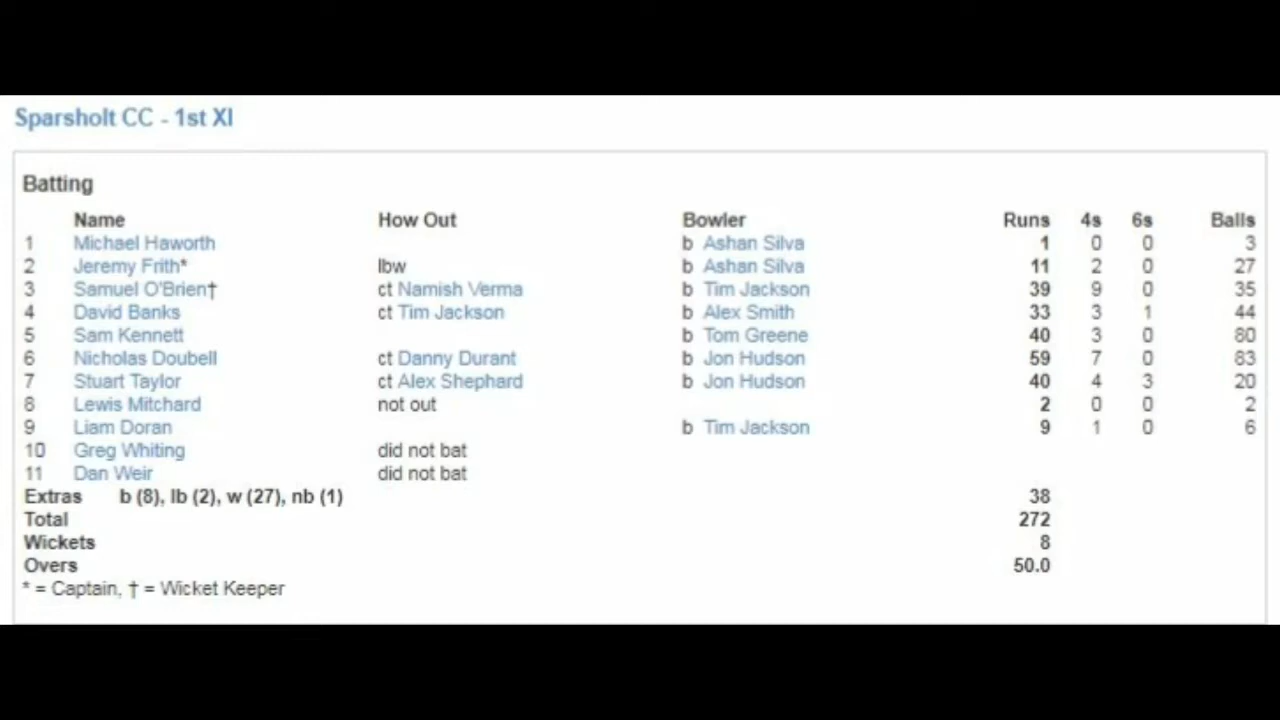 Sparsholt CC - 1st XI
Batting
Name How Out Bowler Runs 4s 6s Balls
1 Michael Haworth b Ashan Silva 1 0 0 3
2 Jeremy Frith* lbw b Ashan Silva 11 2 0 27
3 Samuel O'Brien† ct Namish Verma b Tim Jackson 39 9 0 35
4 David Banks ct Tim Jackson b Alex Smith 33 3 1 44
5 Sam Kennett b Tom Greene 40 3 0 80
6 Nicholas Doubell ct Danny Durant b Jon Hudson 59 7 0 83
7 Stuart Taylor ct Alex Shephard b Jon Hudson 40 4 3 20
8 Lewis Mitchard not out 2 0 0 2
9 Liam Doran b Tim Jackson 9 1 0 6
10 Greg Whiting did not bat
11 Dan Weir did not bat
Extras b (8), lb (2), w (27), nb (1) 38
Total 272
Wickets 8
Overs 50.0
* = Captain, † = Wicket Keeper